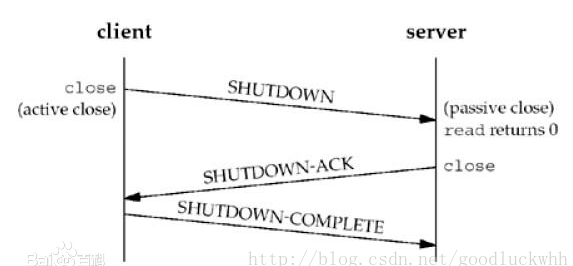 client server
close SHUTDOWN
(active close) (passive close)
read returns 0
SHUTDOWN-ACK close
SHUTDOWN-COMPLETE
Bai百科 http://blog.csdn.net/goodluckwhh